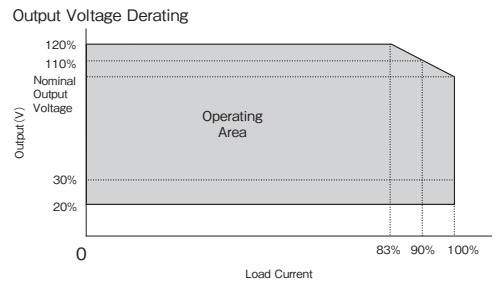 Output Voltage Derating
120%
110%
Nominal
Output
Voltage
Output(V)
Operating
Area
30%
20%
0
83% 90% 100%
Load Current